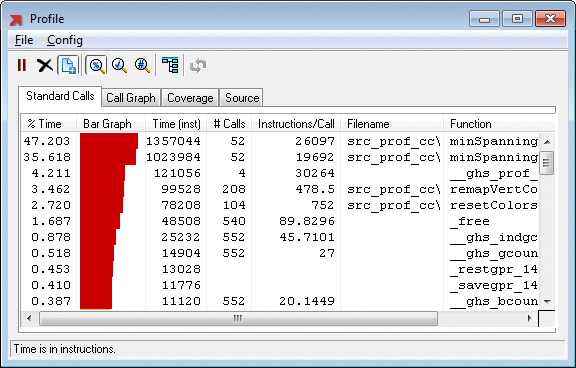 Profile
File Config
Standard Calls Call Graph Coverage Source
% Time Bar Graph Time (inst) # Calls Instructions/Call Filename Function
47.203 1357044 52 26097 src_prof_cc\ minSpanning
35.618 1023984 52 19692 src_prof_cc\ minSpanning
4.211 121056 4 30264 __ghs_prof_
3.462 99528 208 478.5 src_prof_cc\ remapVertCo
2.720 78208 104 752 src_prof_cc\ resetColors
1.687 48508 540 89.8296 _free
0.878 25232 552 45.7101 __ghs_indgc
0.518 14904 552 27 __ghs_gcoun
0.453 13028 _restgpr_14
0.410 11776 _savegpr_14
0.387 11120 552 20.1449 __ghs_bcoun
Time is in instructions.